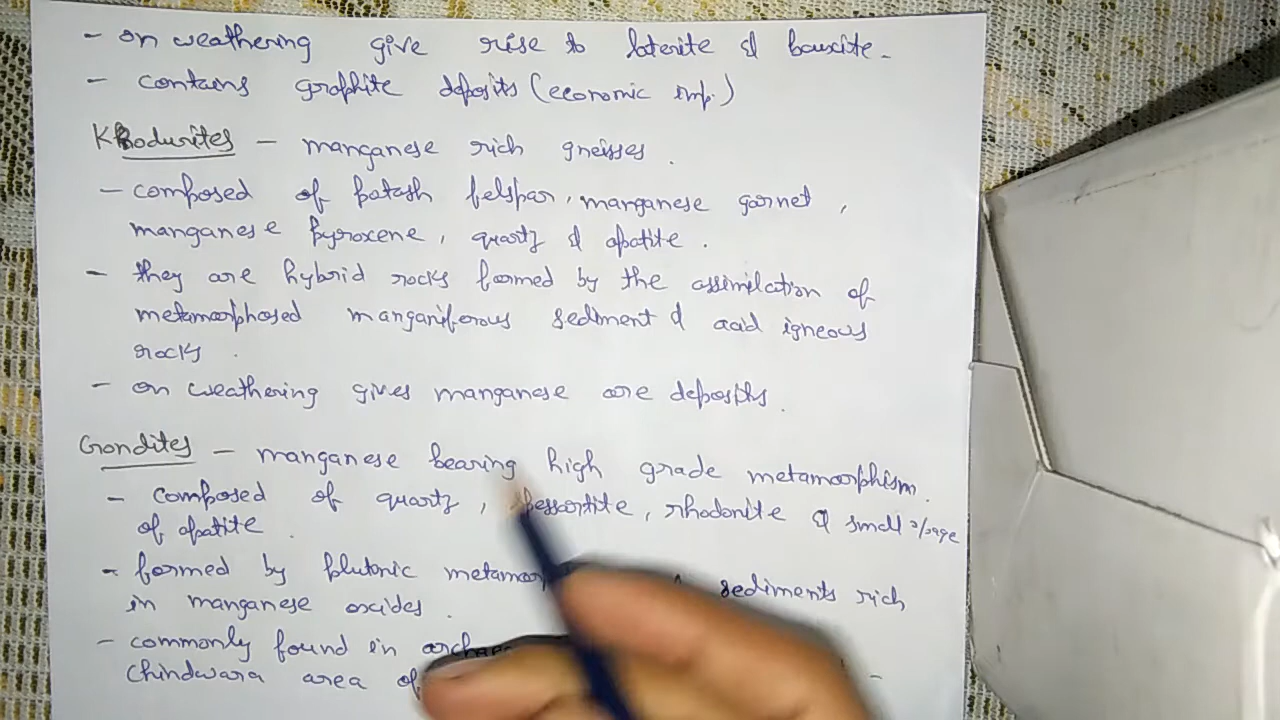 - on weathering give rise to laterite & bauxite -
- contains graphite deposits (economic imp.)
Khodurites - manganese rich gneisses .
- composed of potash felspar, manganese garnet ,
manganese pyroxene, quartz & apatite .
- they are hybrid rocks formed by the assimilation of
metamorphosed manganiferous sediment & acid igneous
rocks .
- on weathering gives manganese ore deposits .
Gondites - manganese bearing high grade metamorphism .
- composed of quartz , spessartite, rhodonite & small %age
of apatite .
- formed by plutonic sediments rich
in manganese oxides .
- commonly found in
Chindwara area of